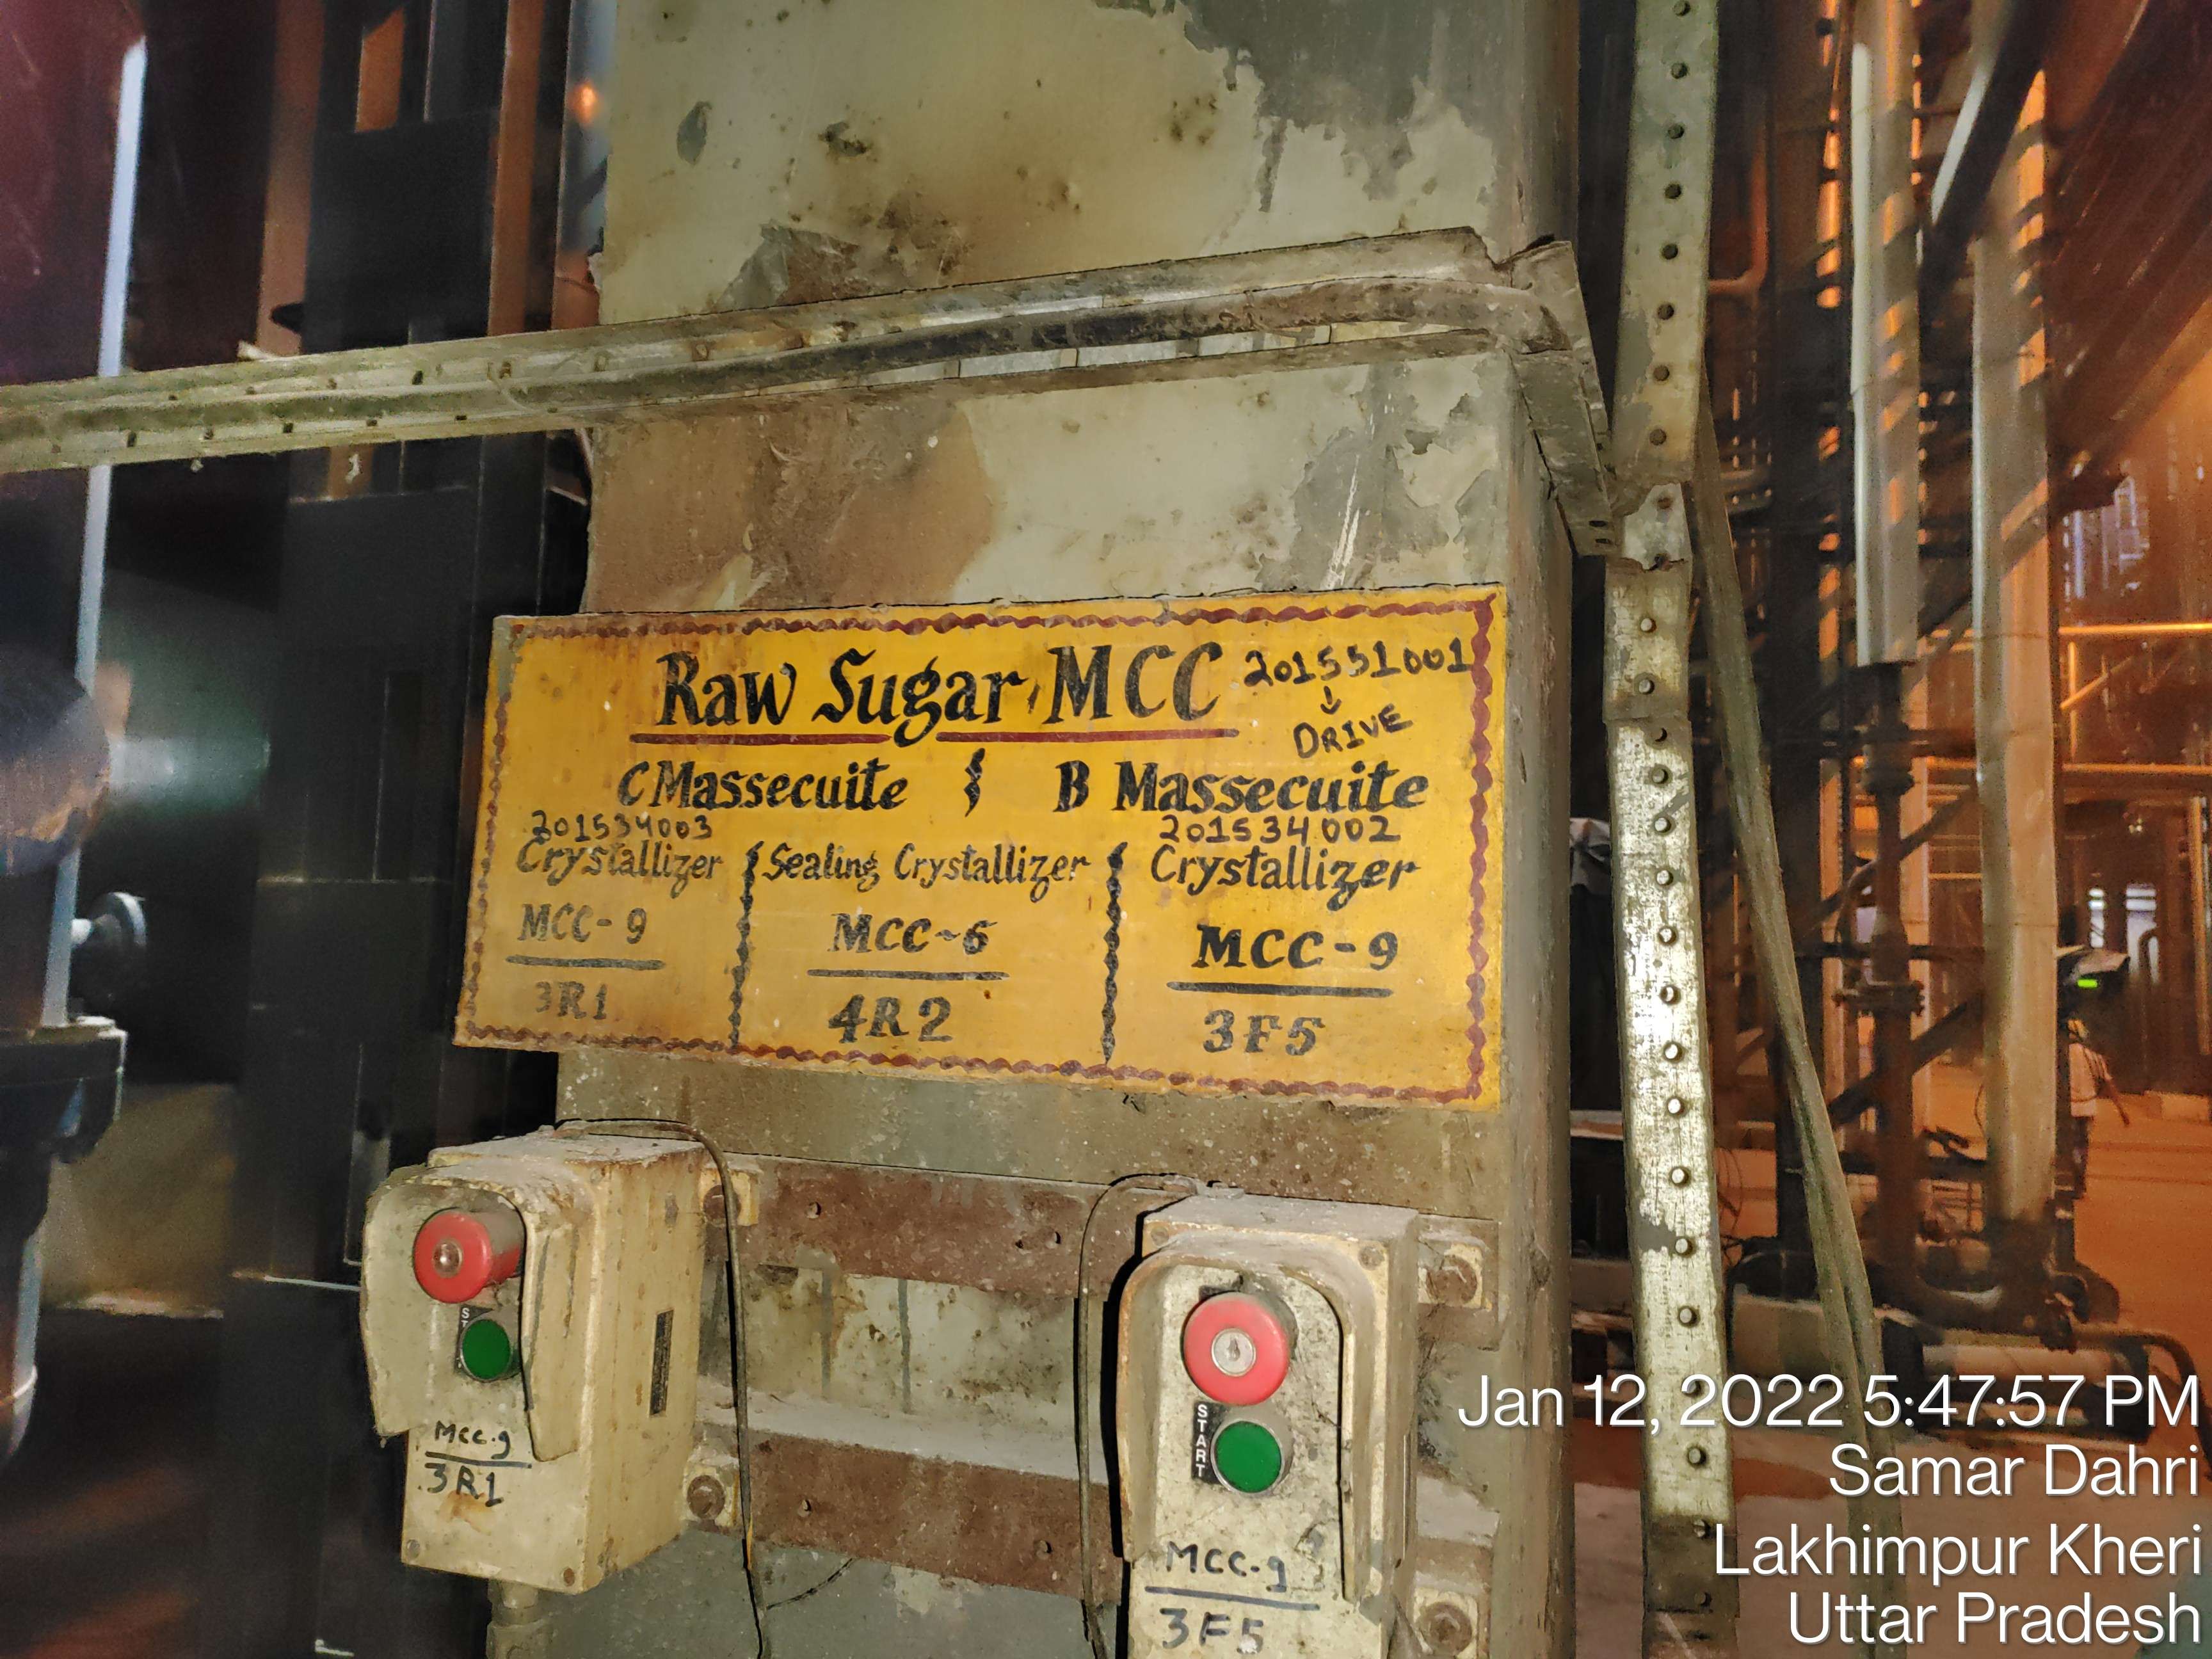 Raw Sugar MCC 201531001
↓
DRIVE
C Massecuite B Massecuite
201534003 201534002
Crystallizer Sealing Crystallizer Crystallizer
MCC-9 MCC-6 MCC-9
3R1 4R2 3F5
START
MCC-9
3R1
MCC-9
3F5
Jan 12, 2022 5:47:57 PM
Samar Dahri
Lakhimpur Kheri
Uttar Pradesh